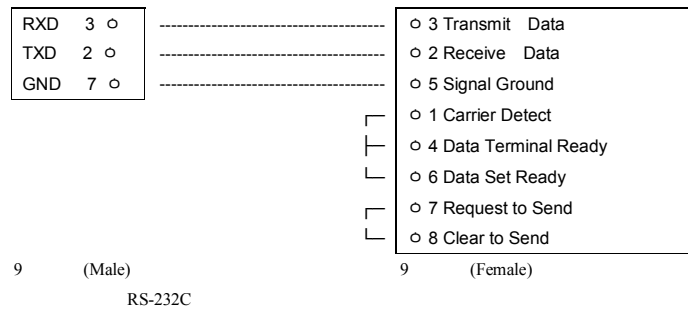 RXD 3
TXD 2
GND 7
3 Transmit Data
2 Receive Data
5 Signal Ground
1 Carrier Detect
4 Data Terminal Ready
6 Data Set Ready
7 Request to Send
8 Clear to Send
9 (Male)
9 (Female)
RS-232C